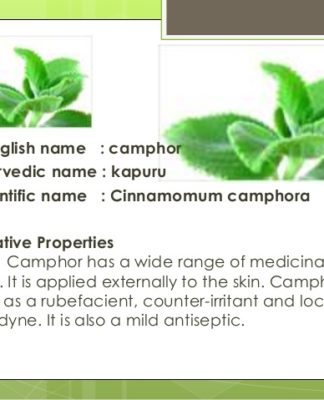 glish name : camphor
rvedic name : kapuru
ntific name : Cinnamomum camphora
ative Properties
Camphor has a wide range of medicina
. It is applied externally to the skin. Camph
as a rubefacient, counter-irritant and loc
dyne. It is also a mild antiseptic.